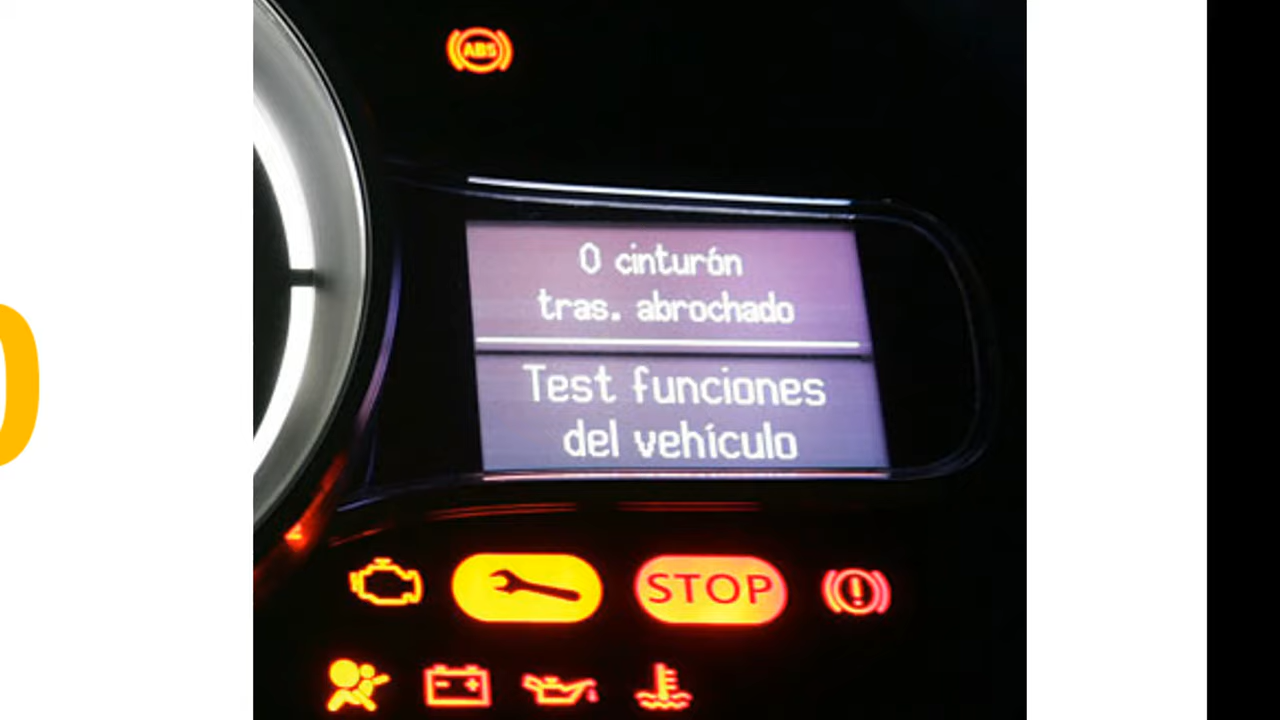 ABS
0 cinturón
tras. abrochado
Test funciones
del vehículo
STOP